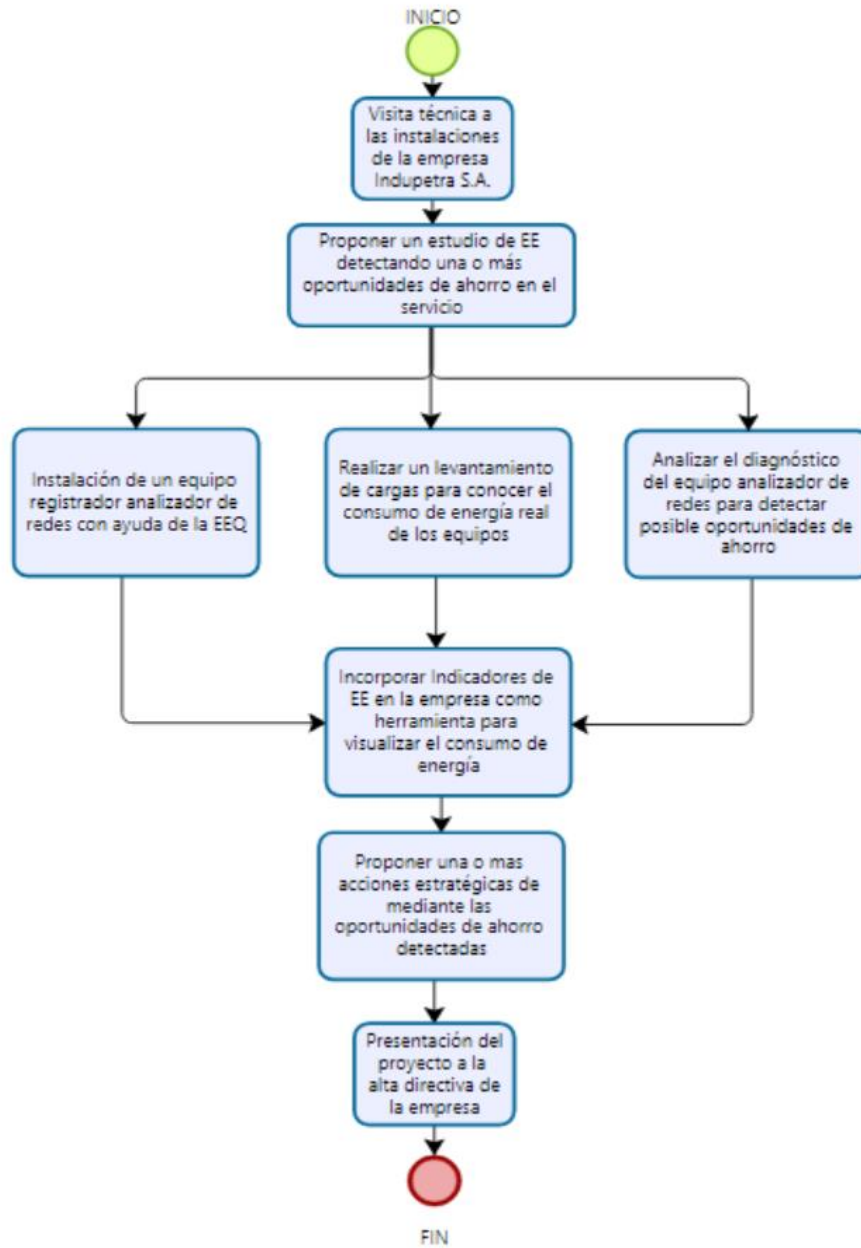 INICIO
Visita técnica a
las instalaciones
de la empresa
Indupetra S.A.
Proponer un estudio de EE
detectando una o más
oportunidades de ahorro en el
servicio
Instalación de un equipo
registrador analizador de
redes con ayuda de la EEQ
Realizar un levantamiento
de cargas para conocer el
consumo de energía real
de los equipos
Analizar el diagnóstico
del equipo analizador de
redes para detectar
posible oportunidades de
ahorro
Incorporar Indicadores de
EE en la empresa como
herramienta para
visualizar el consumo de
energía
Proponer una o mas
acciones estratégicas de
mediante las
oportunidades de ahorro
detectadas
Presentación del
proyecto a la
alta directiva de
la empresa
FIN